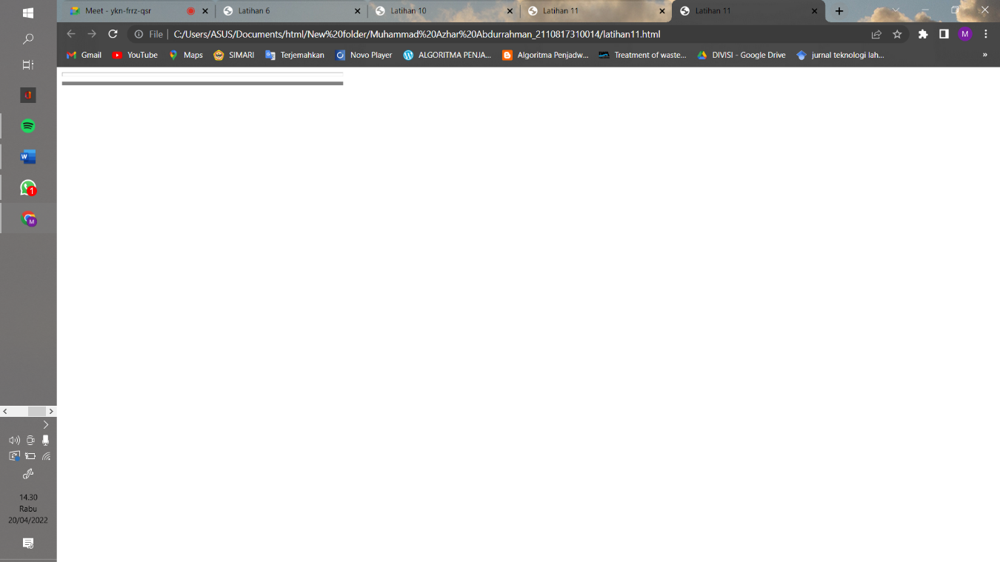 Meet - ykn-frrz-qsr
Latihan 6
Latihan 10
Latihan 11
Latihan 11
File
C:/Users/ASUS/Documents/html/New%20folder/Muhammad%20Azhar%20Abdurrahman_2110817310014/latihan11.html
M
Gmail
YouTube
Maps
SIMARI
Terjemahkan
Novo Player
ALGORITMA PENJA...
Algoritma Penjadw...
Treatment of waste...
DIVISI - Google Drive
jurnal teknologi lah...
»
W
1
M
14.30
Rabu
20/04/2022